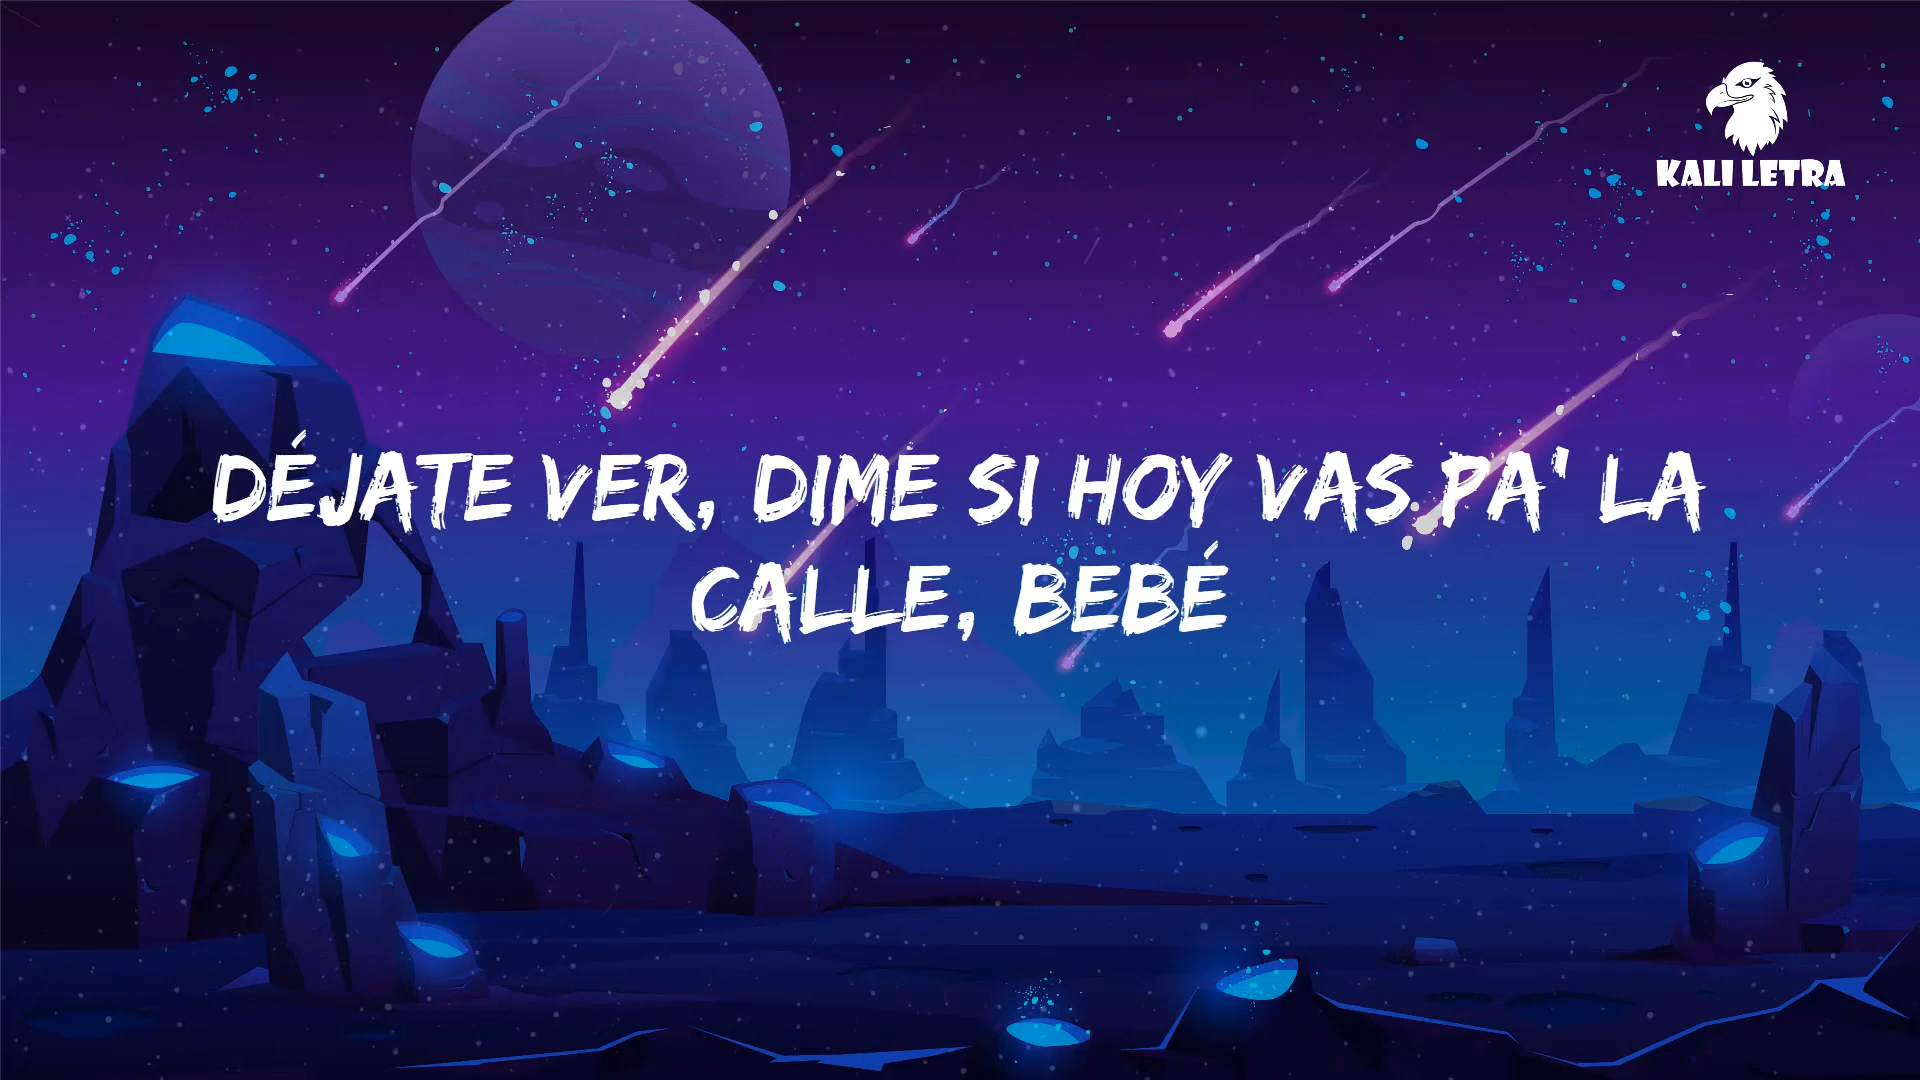 KALI LETRA
DÉJATE VER, DIME SI HOY VAS PA' LA
CALLE, BEBÉ